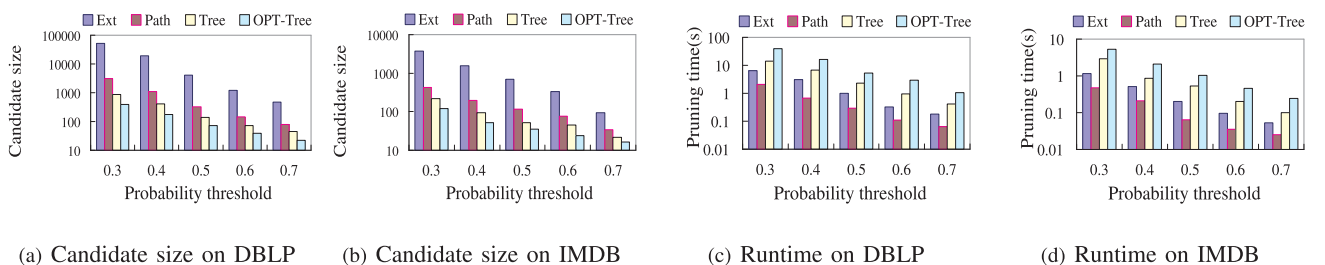 Ext Path Tree OPT-Tree
Candidate size
100000
10000
1000
100
10
0.3 0.4 0.5 0.6 0.7
Probability threshold
(a) Candidate size on DBLP
Ext Path Tree OPT-Tree
Candidate size
10000
1000
100
10
0.3 0.4 0.5 0.6 0.7
Probability threshold
(b) Candidate size on IMDB
Ext Path Tree OPT-Tree
Pruning time(s)
100
10
1
0.1
0.01
0.3 0.4 0.5 0.6 0.7
Probability threshold
(c) Runtime on DBLP
Ext Path Tree OPT-Tree
Pruning time(s)
10
1
0.1
0.01
0.3 0.4 0.5 0.6 0.7
Probability threshold
(d) Runtime on IMDB